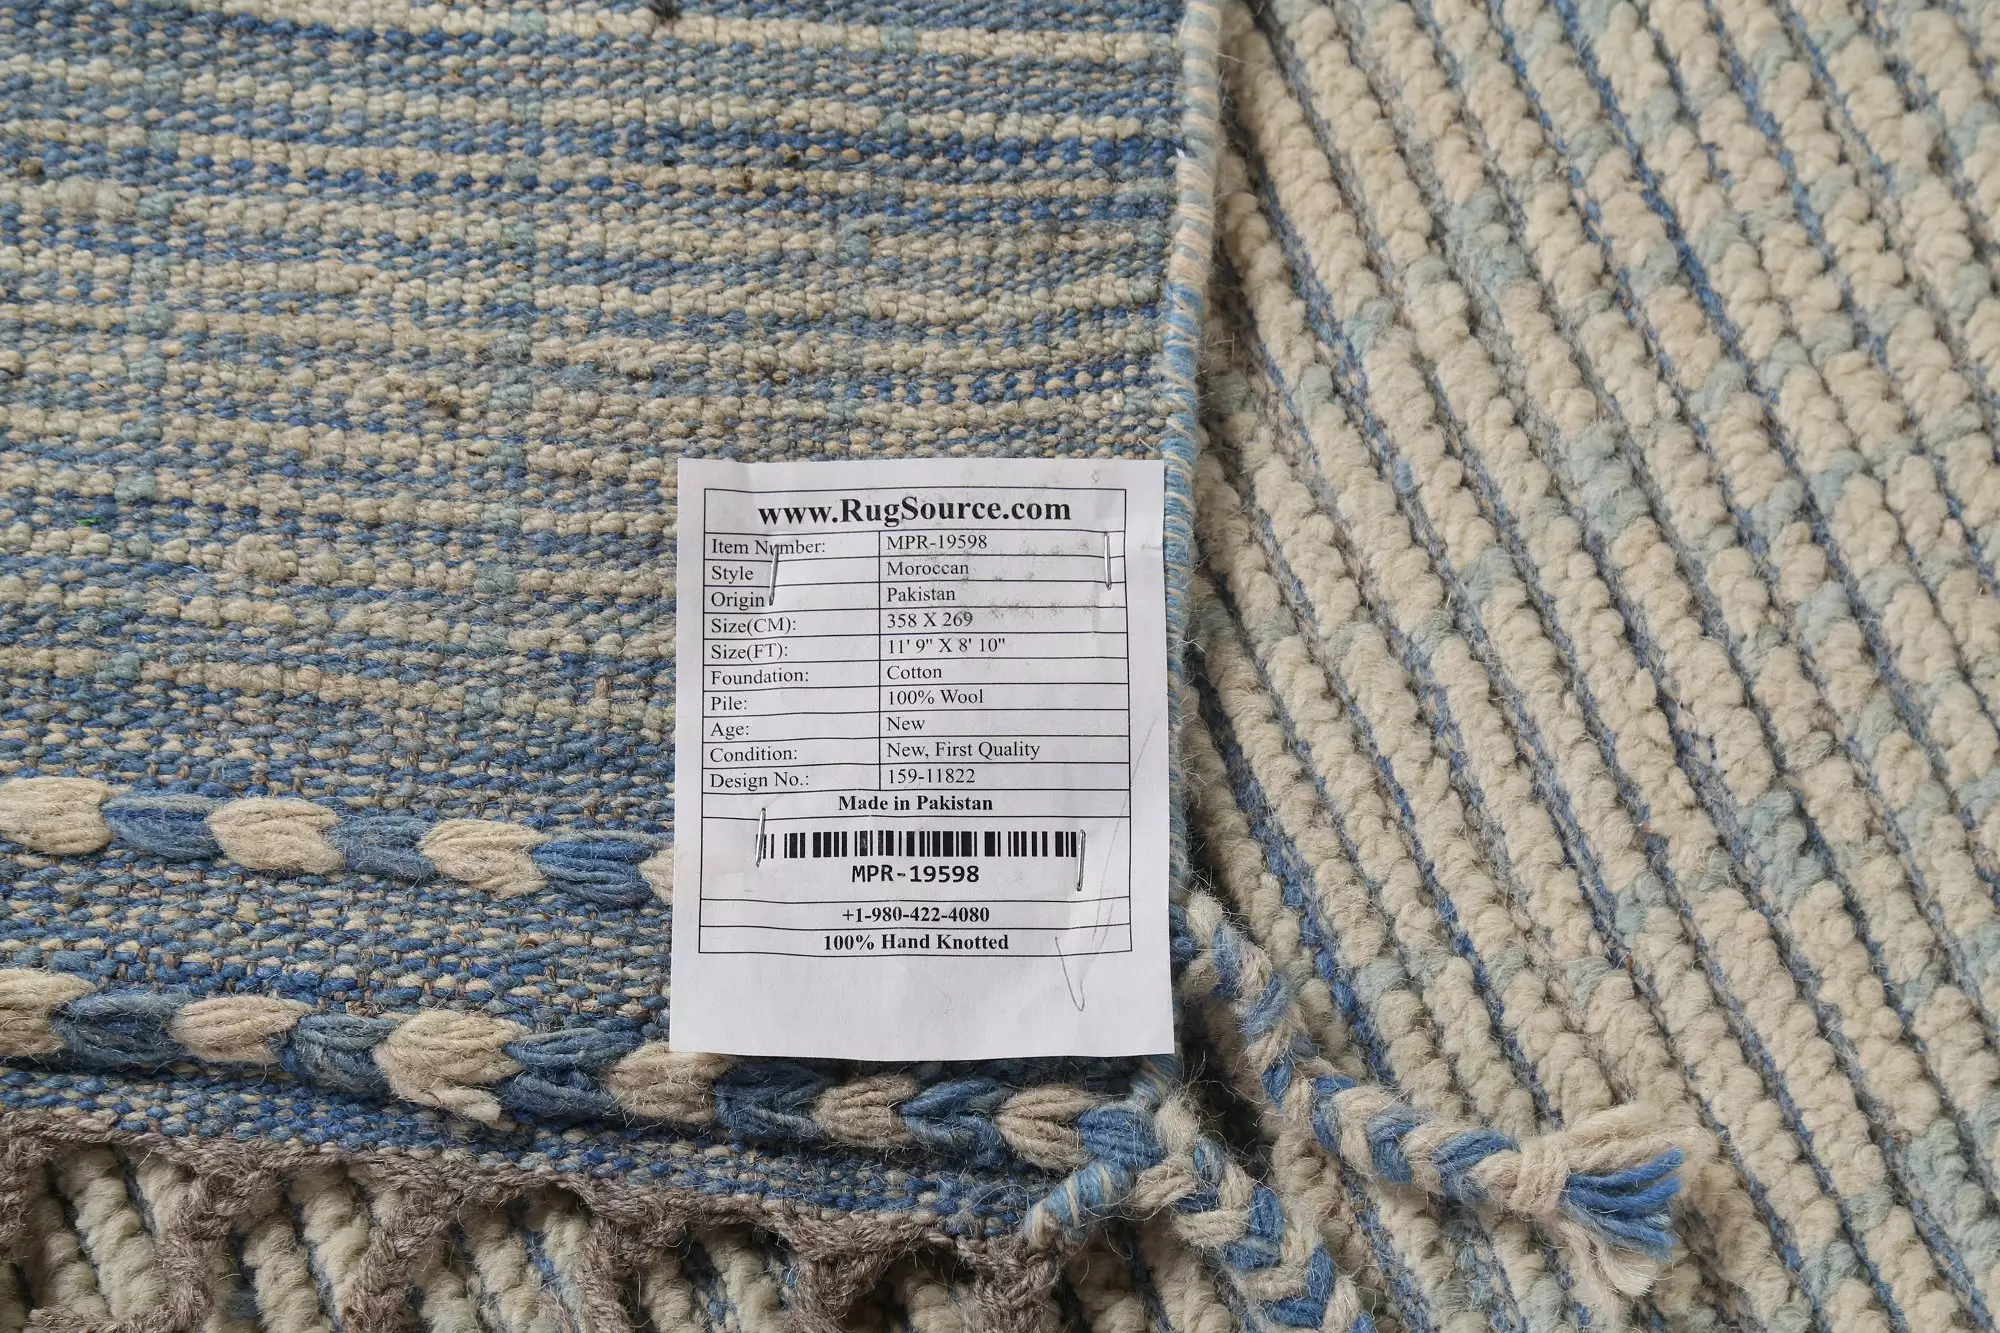 www.RugSource.com
Item Number: MPR-19598
Style Moroccan
Origin Pakistan
Size(CM): 358 X 269
Size(FT): 11' 9" X 8' 10"
Foundation: Cotton
Pile: 100% Wool
Age: New
Condition: New, First Quality
Design No.: 159-11822
Made in Pakistan
MPR-19598
+1-980-422-4080
100% Hand Knotted